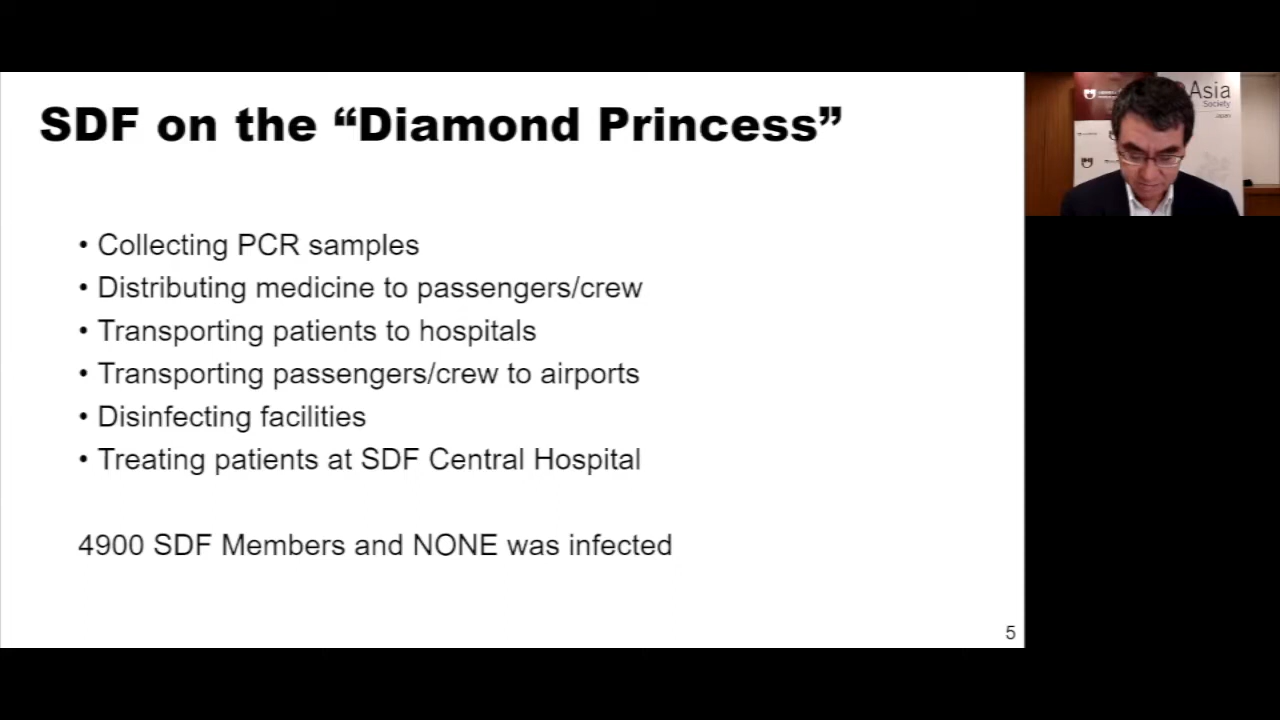 SDF on the “Diamond Princess”
• Collecting PCR samples
• Distributing medicine to passengers/crew
• Transporting patients to hospitals
• Transporting passengers/crew to airports
• Disinfecting facilities
• Treating patients at SDF Central Hospital
4900 SDF Members and NONE was infected
5
Asia
Society
Japan